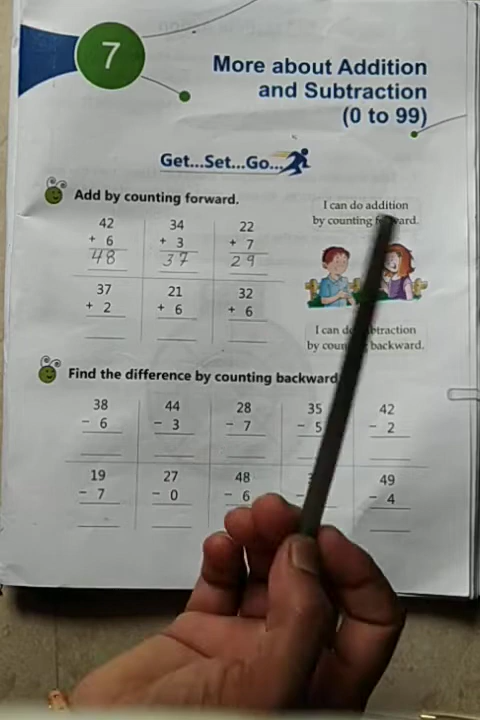 7
More about Addition
and Subtraction
(0 to 99)
Get...Set...Go...
Add by counting forward.
I can do addition
by counting
42 34 22
+ 6 + 3 + 7
48 37 29
37 21 32
+ 2 + 6 + 6
I can
by backward.
Find the difference by counting backward
38 44 28 35 42
- 6 - 3 - 7 - 5 - 2
19 27 48 49
- 7 - 0 - 6 - - 4